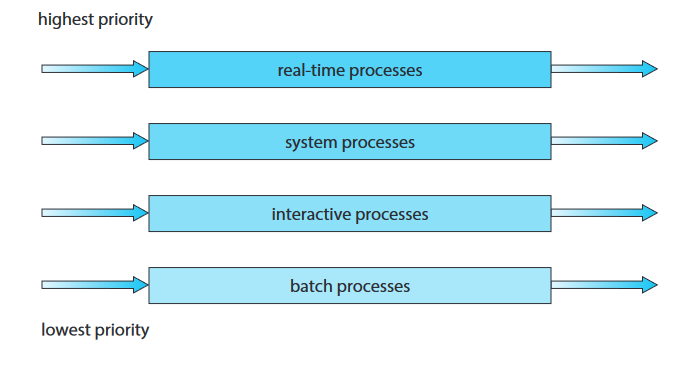 highest priority
real-time processes
system processes
interactive processes
batch processes
lowest priority